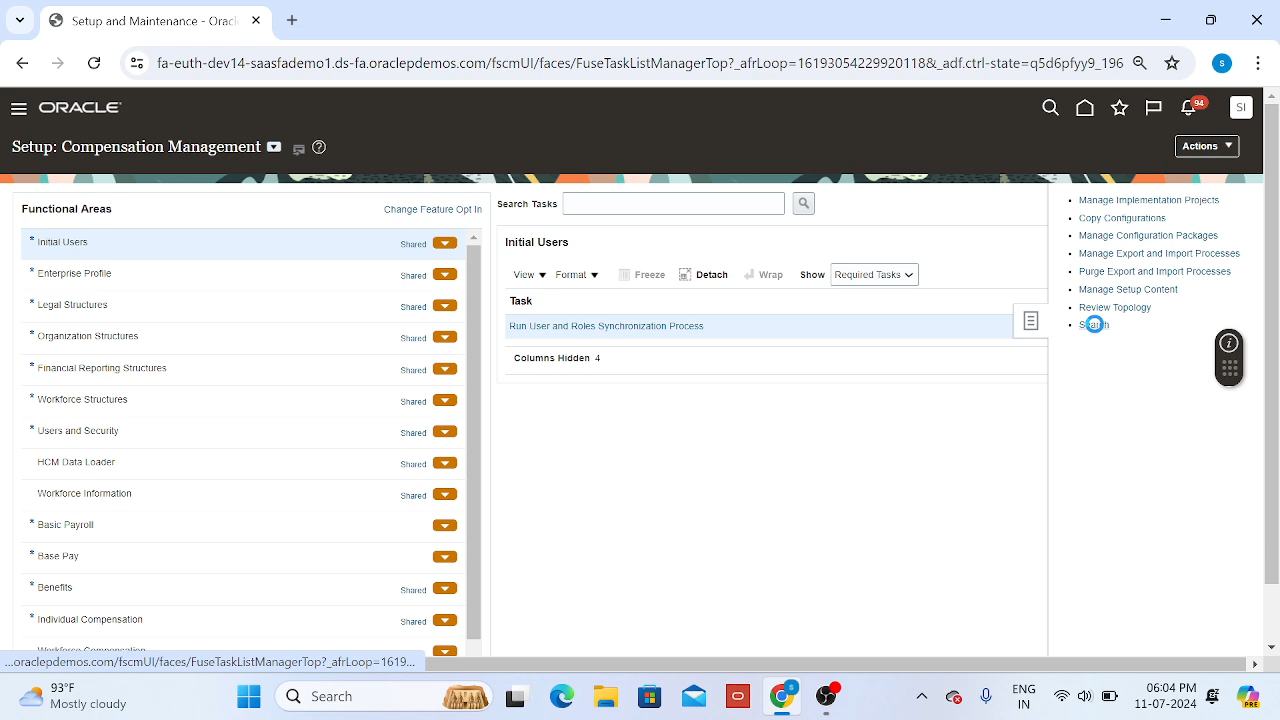 Setup and Maintenance - Oracl
fa-euth-dev14-saasfademo1.ds-fa.oraclepdemos.com/fscmUI/faces/FuseTaskListManagerTop?_afrLoop=16193054229920118&_adf.ctrl-state=q5d6pfyy9_196
S
ORACLE
94
SI
Setup: Compensation Management
Actions
Functional Areas
Change Feature Opt In
* Initial Users Shared
* Enterprise Profile Shared
* Legal Structures Shared
* Organization Structures Shared
* Financial Reporting Structures Shared
* Workforce Structures Shared
* Users and Security Shared
HCM Data Loader Shared
Workforce Information Shared
* Basic Payroll
* Base Pay
* Benefits Shared
* Individual Compensation Shared
Workforce Compensation
Search Tasks
Initial Users
View Format Freeze Detach Wrap Show Required Tasks
Task
Run User and Roles Synchronization Process
Columns Hidden 4
Manage Implementation Projects
Copy Configurations
Manage Configuration Packages
Manage Export and Import Processes
Purge Export and Import Processes
Manage Setup Content
Review Topology
Search
...oraclepdemos.com/fscmUI/faces/FuseTaskListManagerTop?_afrLoop=1619...
93°F
Mostly cloudy
Search
ENG
IN
06:04 PM
11-07-2024
PRE